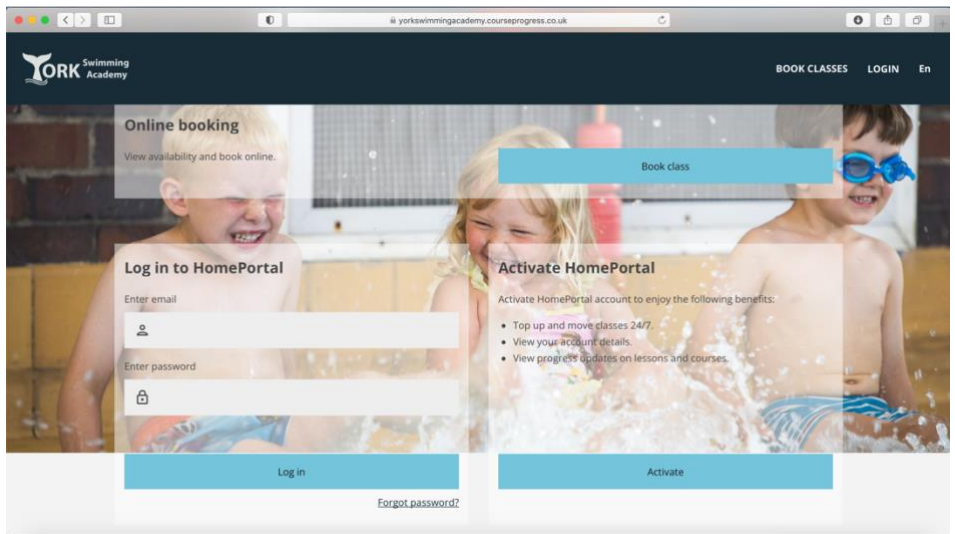 yorkswimmingacademy.courseprogress.co.uk
YORK Swimming Academy
BOOK CLASSES LOGIN En
Online booking
View availability and book online.
Book class
Log in to HomePortal
Enter email
Enter password
Log in
Forgot password?
Activate HomePortal
Activate HomePortal account to enjoy the following benefits:
• Top up and move classes 24/7.
• View your account details.
• View progress updates on lessons and courses.
Activate